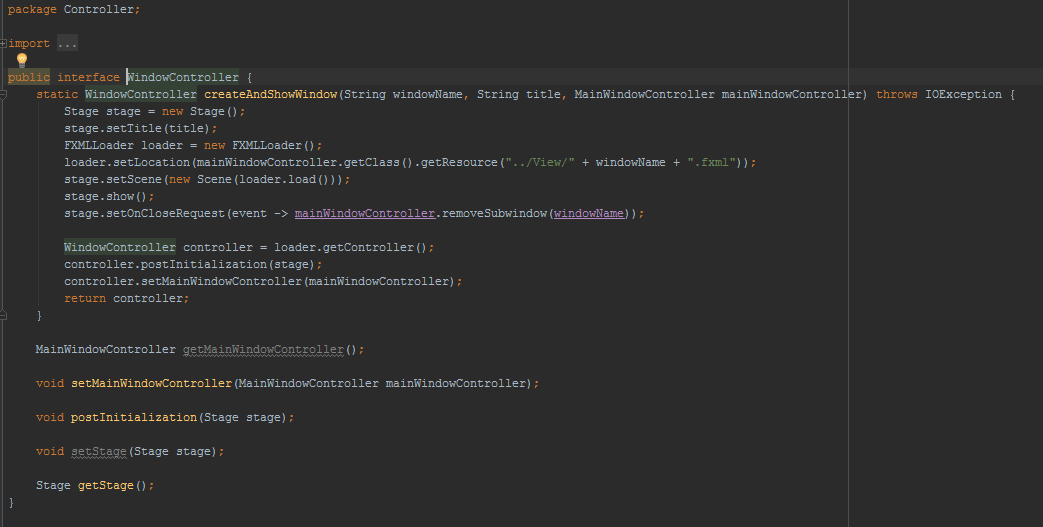 package Controller;
import ...
public interface WindowController {
static WindowController createAndShowWindow(String windowName, String title, MainWindowController mainWindowController) throws IOException {
Stage stage = new Stage();
stage.setTitle(title);
FXMLLoader loader = new FXMLLoader();
loader.setLocation(mainWindowController.getClass().getResource("../View/" + windowName + ".fxml"));
stage.setScene(new Scene(loader.load()));
stage.show();
stage.setOnCloseRequest(event -> mainWindowController.removeSubwindow(windowName));
WindowController controller = loader.getController();
controller.postInitialization(stage);
controller.setMainWindowController(mainWindowController);
return controller;
}
MainWindowController getMainWindowController();
void setMainWindowController(MainWindowController mainWindowController);
void postInitialization(Stage stage);
void setStage(Stage stage);
Stage getStage();
}